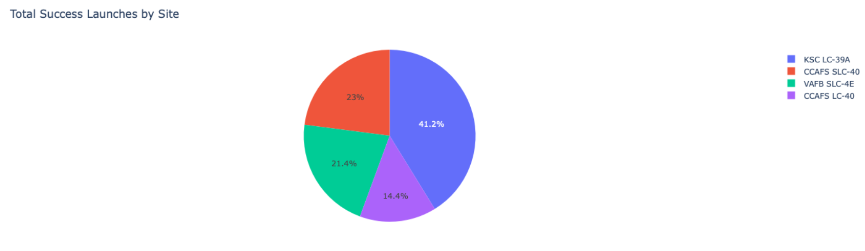 Total Success Launches by Site
KSC LC-39A
CCAFS SLC-40
VAFB SLC-4E
CCAFS LC-40
23%
41.2%
21.4%
14.4%